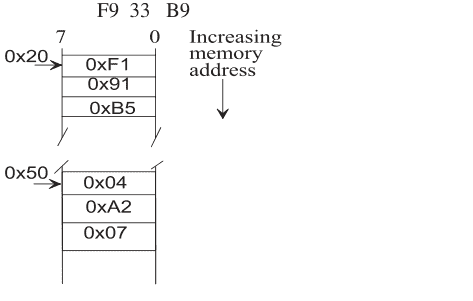 F9 33 B9
7 0 Increasing
memory
address
0x20
0xF1
0x91
0xB5
0x50
0x04
0xA2
0x07